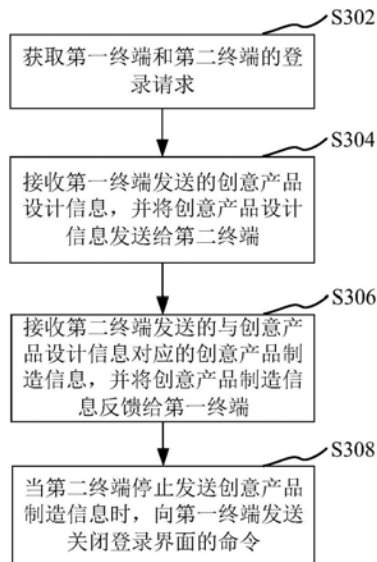 S302
获取第一终端和第二终端的登
录请求
S304
接收第一终端发送的创意产品
设计信息，并将创意产品设计
信息发送给第二终端
S306
接收第二终端发送的与创意产
品设计信息对应的创意产品制
造信息，并将创意产品制造信
息反馈给第一终端
S308
当第二终端停止发送创意产品
制造信息时，向第一终端发送
关闭登录界面的命令